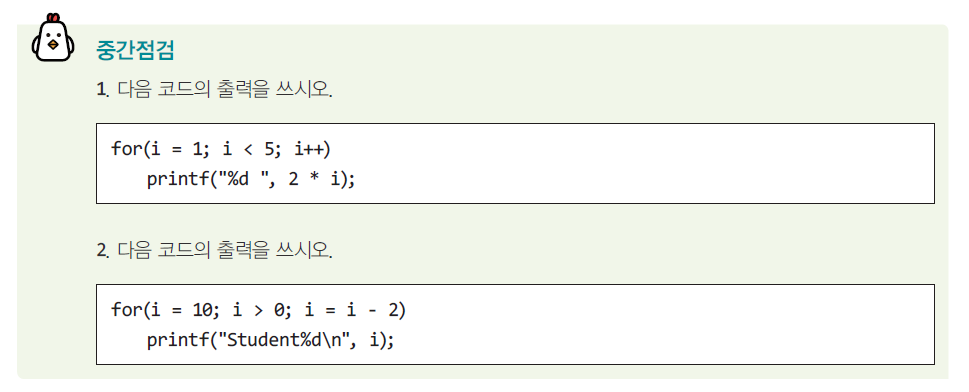 중간점검
1. 다음 코드의 출력을 쓰시오.
for(i = 1; i < 5; i++)
printf("%d ", 2 * i);
2. 다음 코드의 출력을 쓰시오.
for(i = 10; i > 0; i = i - 2)
printf("Student%d\n", i);